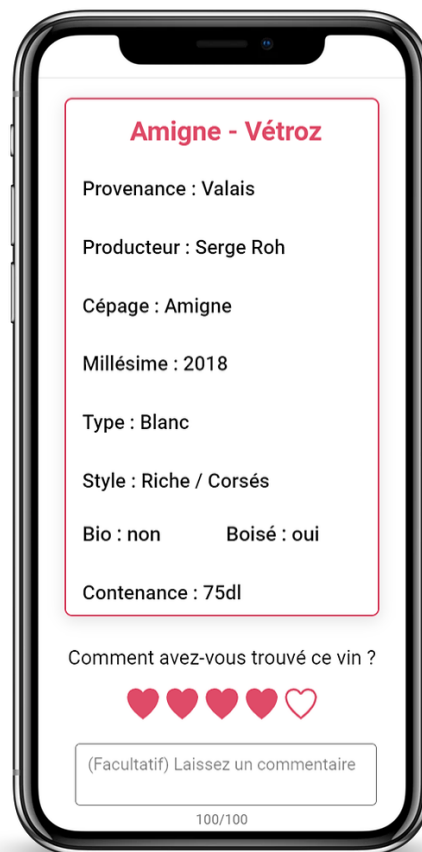 Amigne - Vétroz
Provenance : Valais
Producteur : Serge Roh
Cépage : Amigne
Millésime : 2018
Type : Blanc
Style : Riche / Corsés
Bio : non Boisé : oui
Contenance : 75dl
Comment avez-vous trouvé ce vin ?
(Facultatif) Laissez un commentaire
100/100